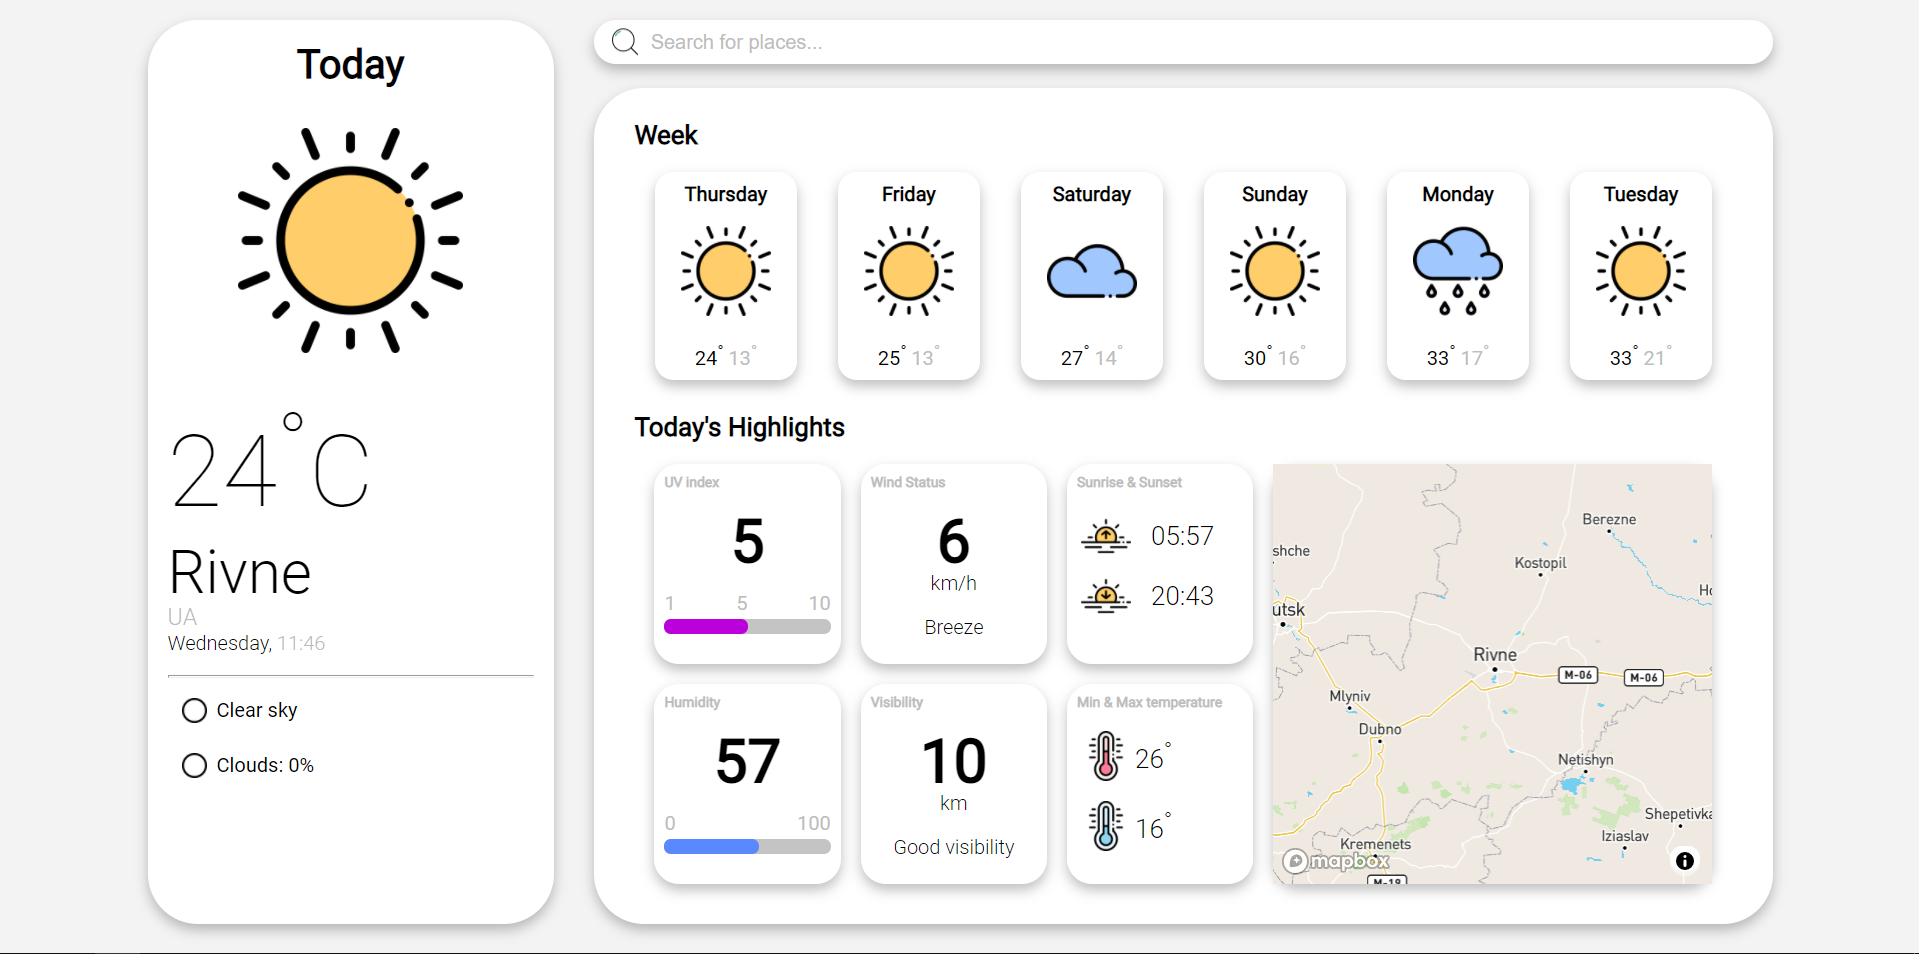 Today
24°C
Rivne
UA
Wednesday, 11:46
Clear sky
Clouds: 0%
Search for places...
Week
Thursday
24° 13°
Friday
25° 13°
Saturday
27° 14°
Sunday
30° 16°
Monday
33° 17°
Tuesday
33° 21°
Today's Highlights
UV index
5
1 5 10
Wind Status
6
km/h
Breeze
Sunrise & Sunset
05:57
20:43
Humidity
57
0 100
Visibility
10
km
Good visibility
Min & Max temperature
26°
16°
Berezne
shche
Kostopil
Ho
utsk
Rivne
M-06
M-06
Mlyniv
Dubno
Netishyn
Shepetivka
Iziaslav
Kremenets
mapbox
M-19